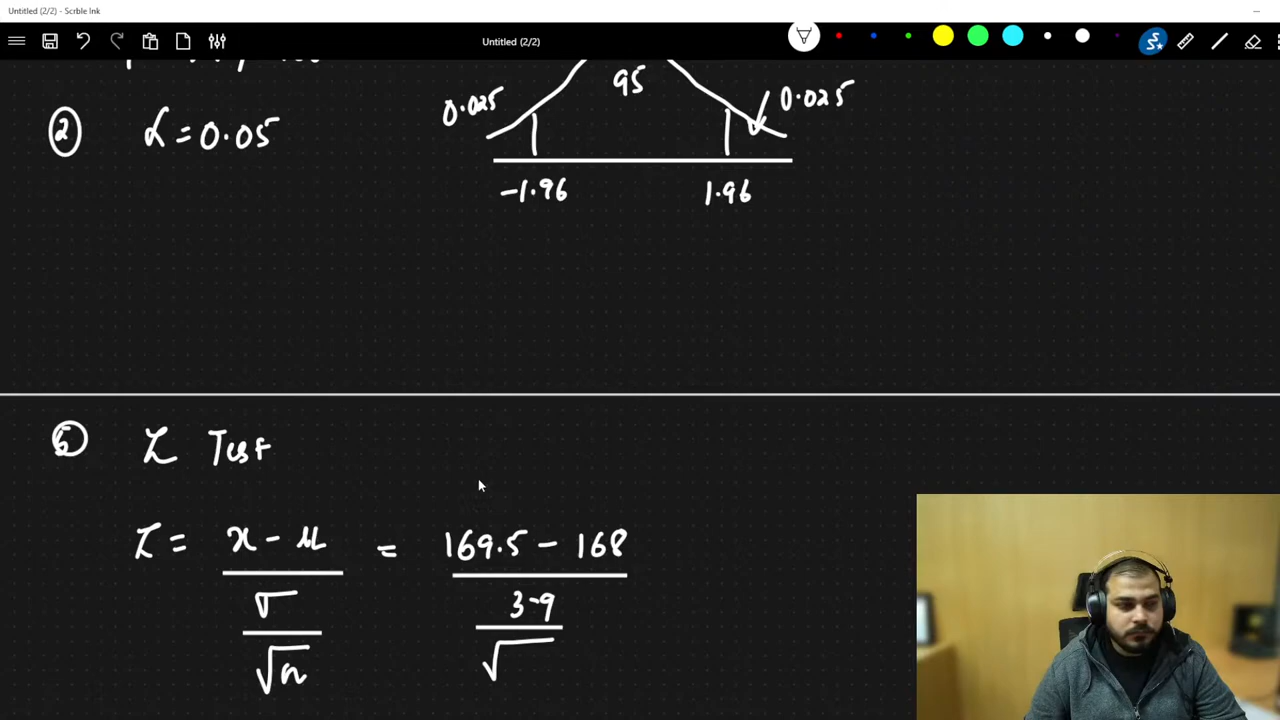 Untitled (2/2) - Scrble Ink
Untitled (2/2)
95
0.025
0.025
② α = 0.05
-1.96
1.96
⑤ Z Test
Z = x - μ = 169.5 - 168
σ 3.9
√n √